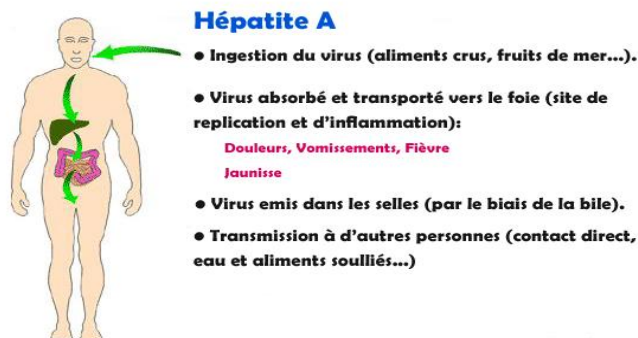 Hépatite A
● Ingestion du virus (aliments crus, fruits de mer...).
● Virus absorbé et transporté vers le foie (site de
replication et d'inflammation):
Douleurs, Vomissements, Fièvre
Jaunisse
● Virus emis dans les selles (par le biais de la bile).
● Transmission à d'autres personnes (contact direct,
eau et aliments soulliés...)